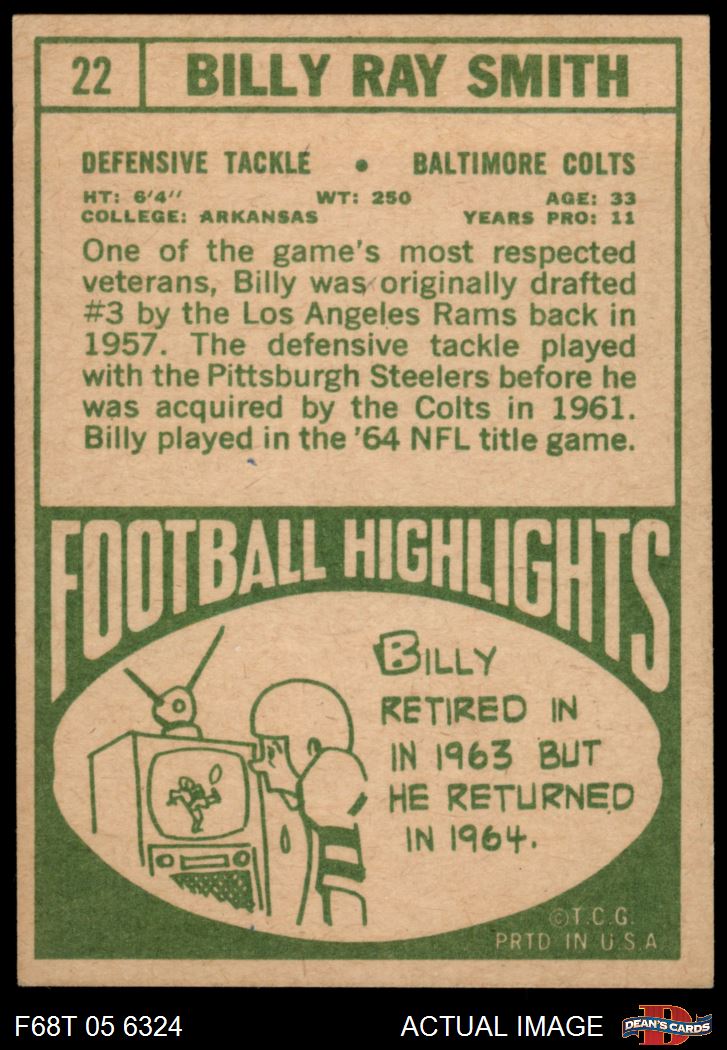 22 BILLY RAY SMITH
DEFENSIVE TACKLE • BALTIMORE COLTS
HT: 6'4" WT: 250 AGE: 33
COLLEGE: ARKANSAS YEARS PRO: 11
One of the game's most respected
veterans, Billy was originally drafted
#3 by the Los Angeles Rams back in
1957. The defensive tackle played
with the Pittsburgh Steelers before he
was acquired by the Colts in 1961.
Billy played in the '64 NFL title game.
FOOTBALL HIGHLIGHTS
BILLY
RETIRED IN
IN 1963 BUT
HE RETURNED
IN 1964.
©T.C.G.
PRTD IN U.S.A
F68T 05 6324 ACTUAL IMAGE D DEAN'S CARDS